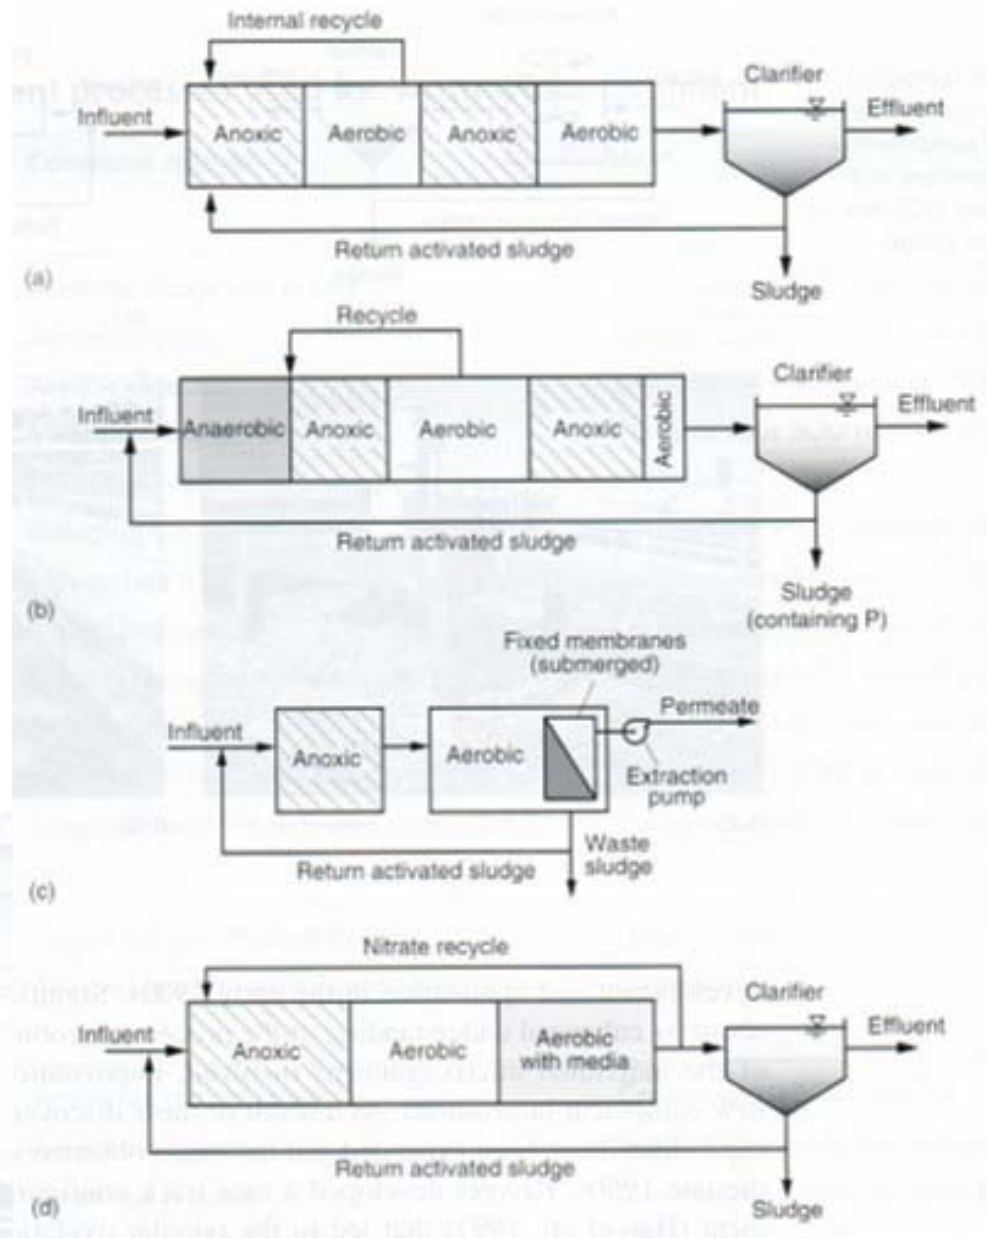 Internal recycle
Clarifier
Influent
Anoxic
Aerobic
Anoxic
Aerobic
Effluent
Return activated sludge
Sludge
(a)
Recycle
Clarifier
Influent
Anaerobic
Anoxic
Aerobic
Anoxic
Aerobic
Effluent
Return activated sludge
Sludge
(containing P)
(b)
Fixed membranes
(submerged)
Permeate
Influent
Anoxic
Aerobic
Extraction
pump
Return activated sludge
Waste
sludge
(c)
Nitrate recycle
Clarifier
Influent
Anoxic
Aerobic
Aerobic
with media
Effluent
Return activated sludge
Sludge
(d)